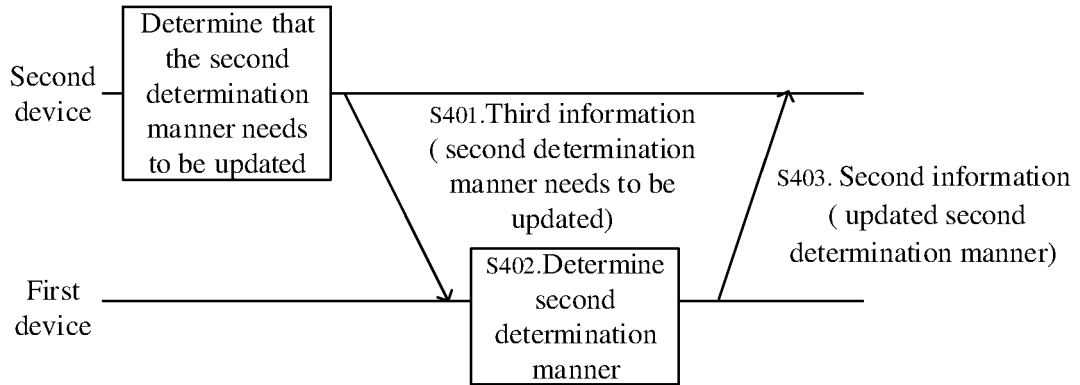 Determine that
the second
determination
manner needs
to be updated
Second
device
S401.Third information
( second determination
manner needs to be
updated)
S403. Second information
( updated second
determination manner)
First
device
S402.Determine
second
determination
manner